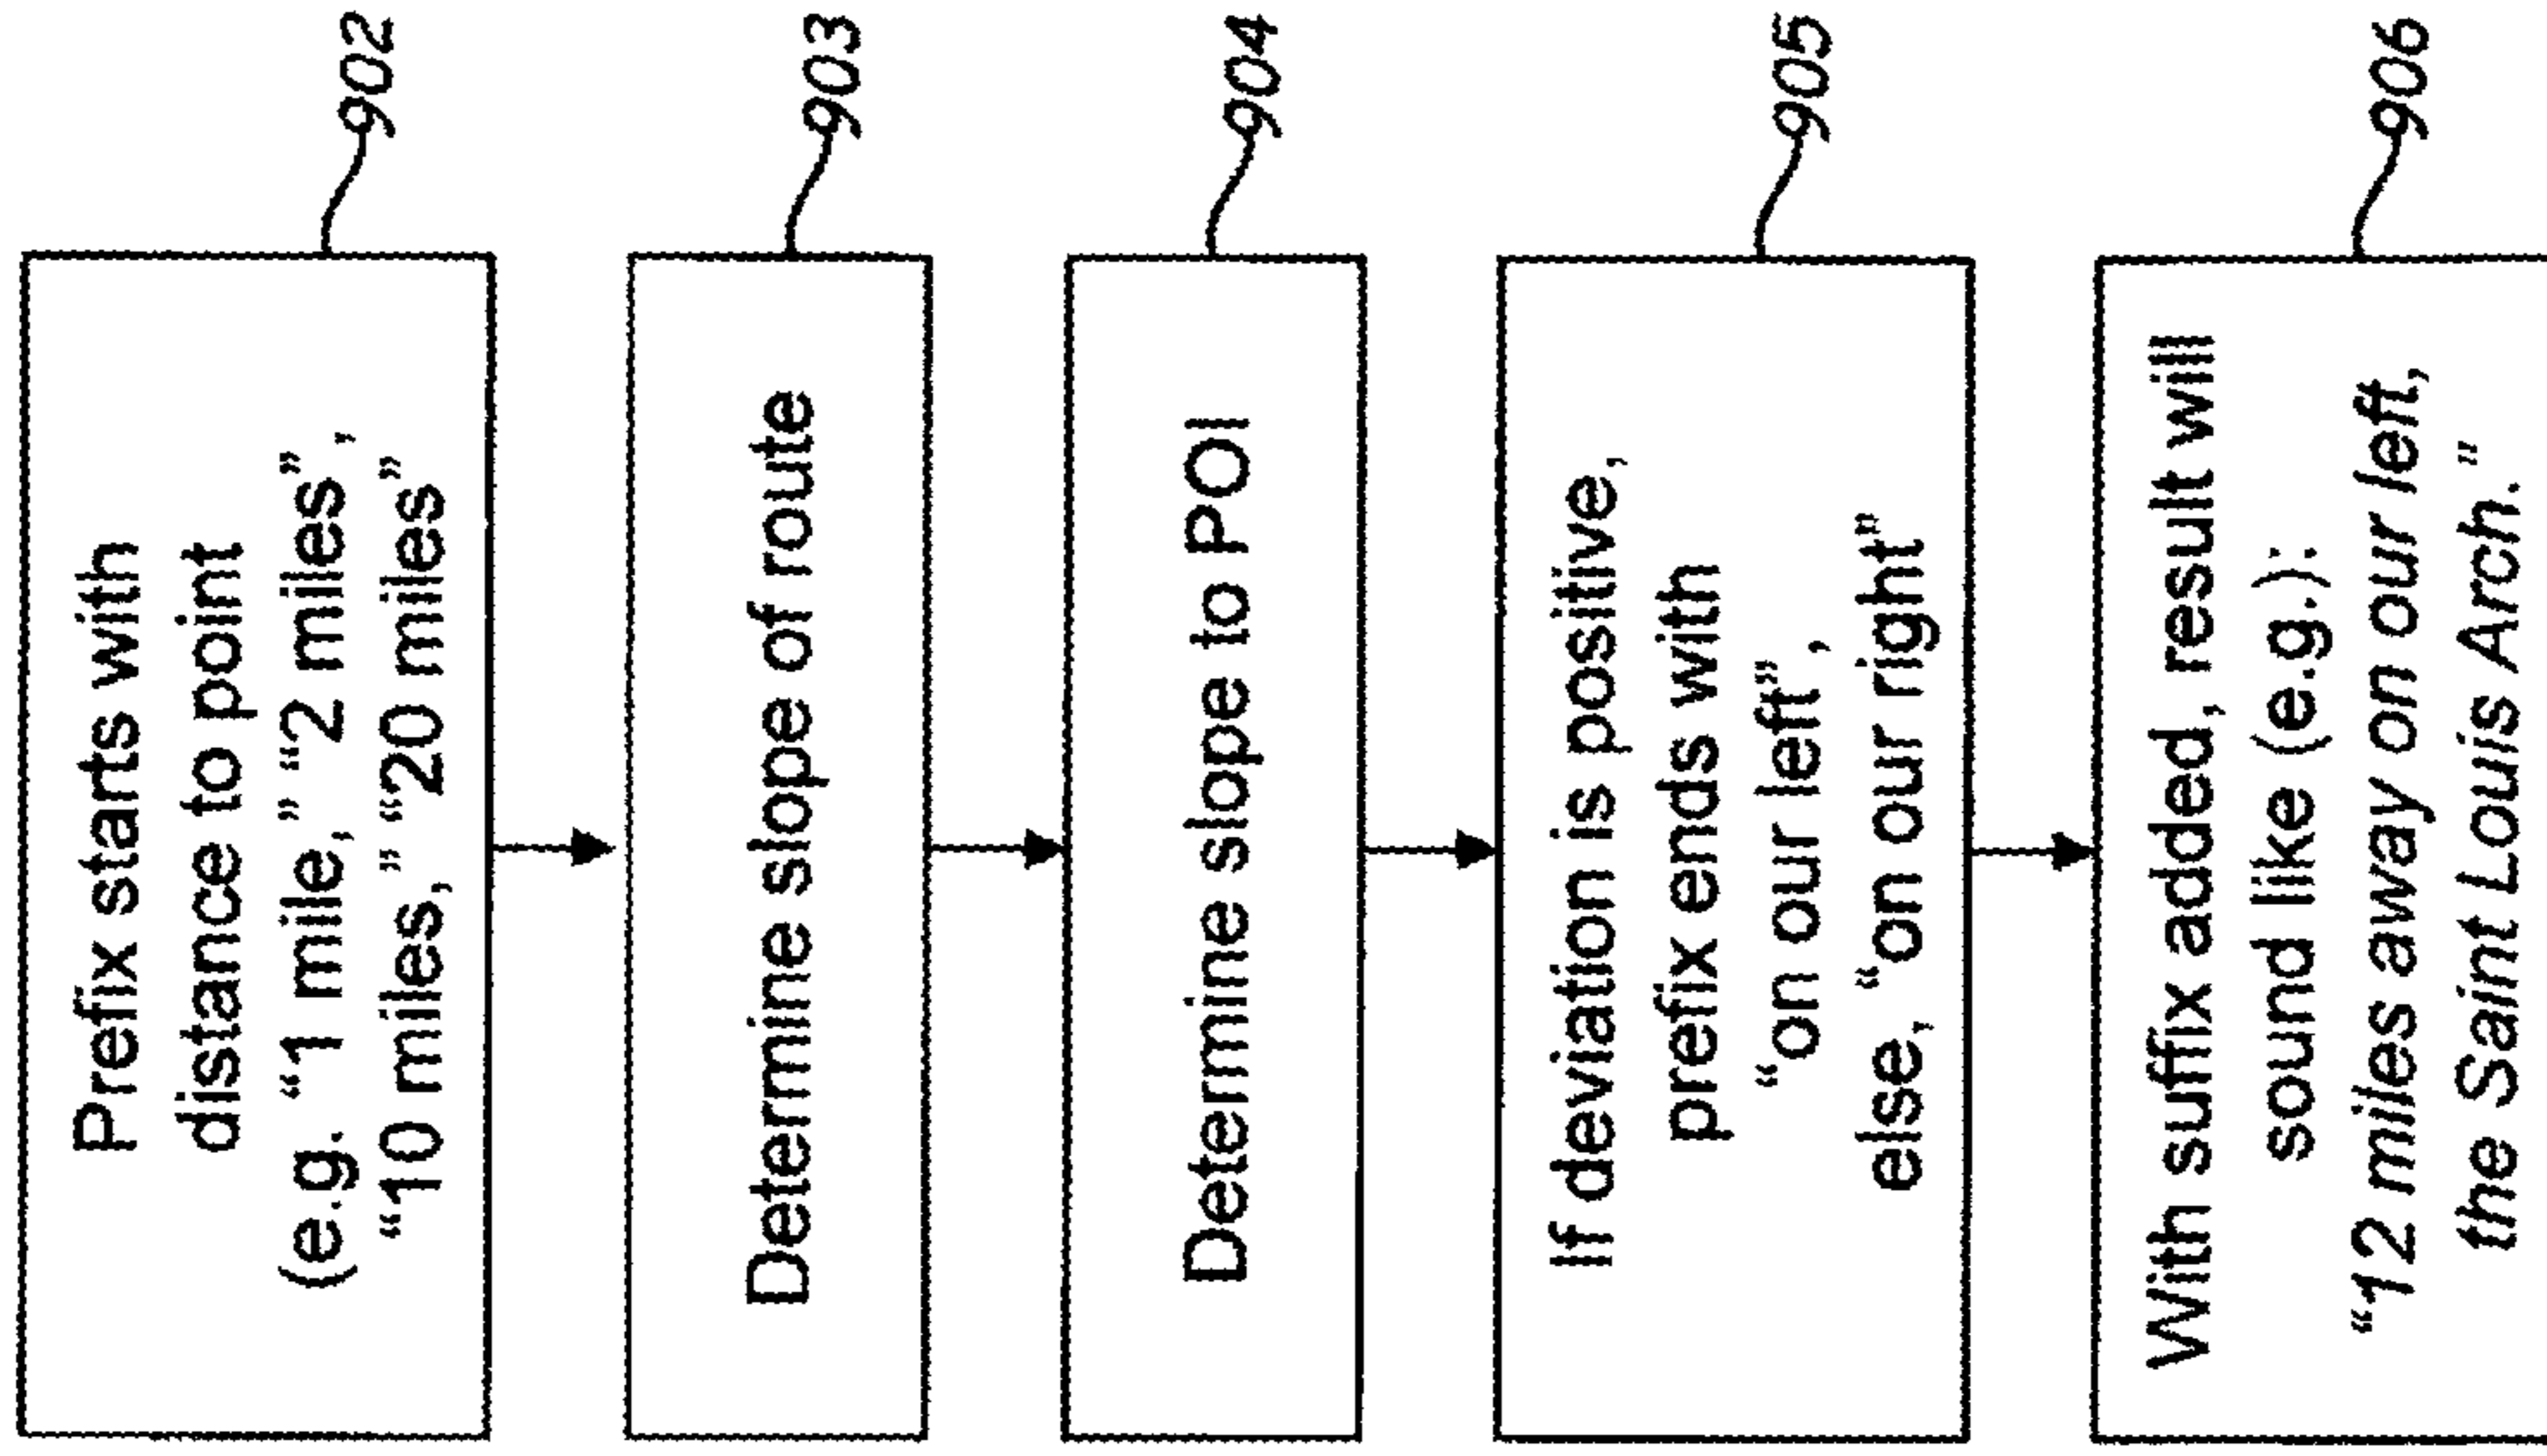 Prefix starts with
distance to point
(e.g. “1 mile,” “2 miles”,
“10 miles,” “20 miles”
902
Determine slope of route
903
Determine slope to POI
904
If deviation is positive,
prefix ends with
“on our left”,
else, “on our right”
905
With suffix added, result will
sound like (e.g.):
“12 miles away on our left,
the Saint Louis Arch.”
906